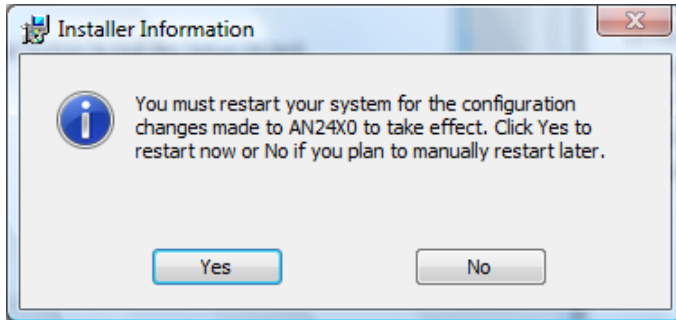 Installer Information
You must restart your system for the configuration
changes made to AN24X0 to take effect. Click Yes to
restart now or No if you plan to manually restart later.
Yes
No